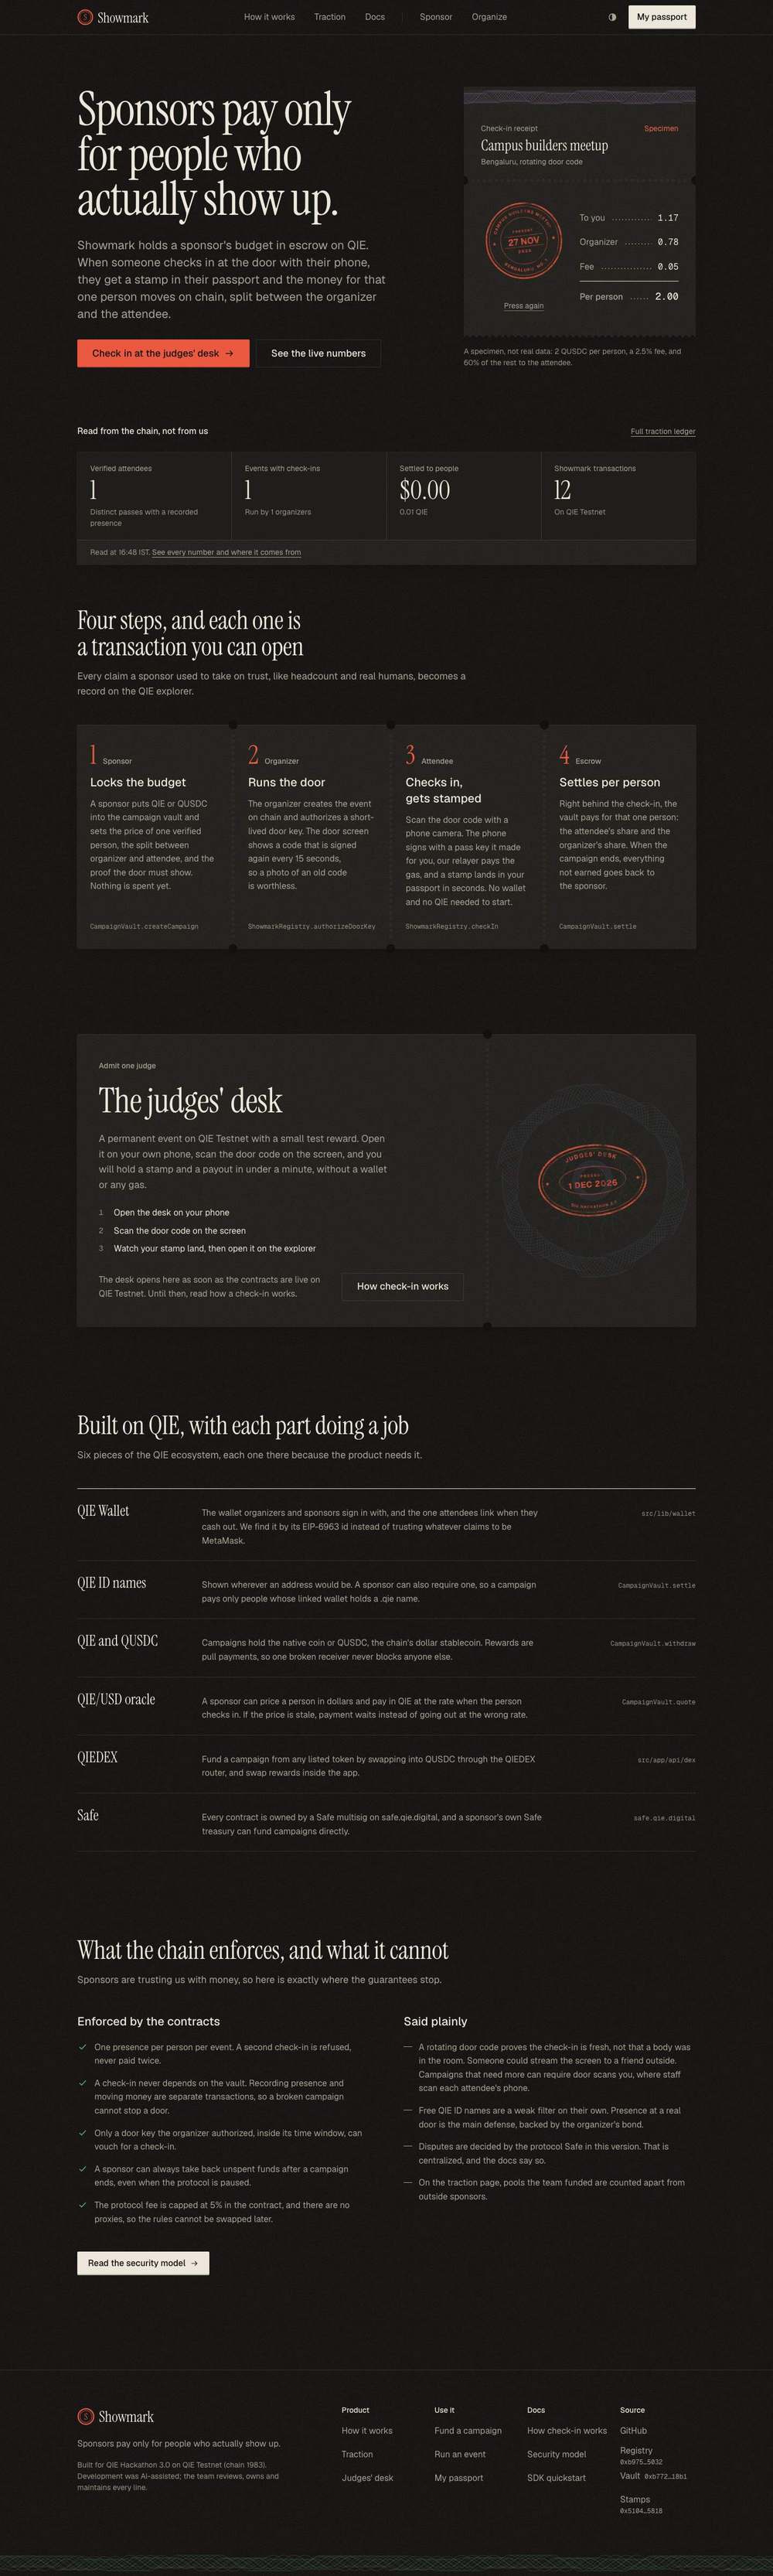 Showmark
How it works
Traction
Docs
Sponsor
Organize
My passport
Sponsors pay only
for people who
actually show up.
Showmark holds a sponsor's budget in escrow on QIE.
When someone checks in at the door with their phone,
they get a stamp in their passport and the money for that
one person moves on chain, split between the organizer
and the attendee.
Check in at the judges' desk →
See the live numbers
Check-in receipt
Specimen
Campus builders meetup
Bengaluru, rotating door code
27 NOV
Press again
To you 1.17
Organizer 0.78
Fee 0.05
Per person 2.00
A specimen, not real data: 2 QUSDC per person, a 2.5% fee, and
60% of the rest to the attendee.
Read from the chain, not from us
Full traction ledger
Verified attendees
1
Distinct passes with a recorded
presence
Events with check-ins
1
Run by 1 organizers
Settled to people
$0.00
0.01 QIE
Showmark transactions
12
On QIE Testnet
Read at 16:48 IST. See every number and where it comes from
Four steps, and each one is
a transaction you can open
Every claim a sponsor used to take on trust, like headcount and real humans, becomes a
record on the QIE explorer.
1 Sponsor
Locks the budget
A sponsor puts QIE or QUSDC
into the campaign vault and
sets the price of one verified
person, the split between
organizer and attendee, and the
proof the door must show.
Nothing is spent yet.
CampaignVault.createCampaign
2 Organizer
Runs the door
The organizer creates the event
on chain and authorizes a short-
lived door key. The door screen
shows a code that is signed
again every 15 seconds,
so a photo of an old code
is worthless.
ShowmarkRegistry.authorizeDoorKey
3 Attendee
Checks in,
gets stamped
Scan the door code with a
phone camera. The phone
signs with a pass key it made
for you, our relayer pays the
gas, and a stamp lands in your
passport in seconds. No wallet
and no QIE needed to start.
ShowmarkRegistry.checkIn
4 Escrow
Settles per person
Right behind the check-in, the
vault pays for that one person:
the attendee's share and the
organizer's share. When the
campaign ends, everything
not earned goes back to
the sponsor.
CampaignVault.settle
Admit one judge
The judges' desk
A permanent event on QIE Testnet with a small test reward. Open
it on your own phone, scan the door code on the screen, and you
will hold a stamp and a payout in under a minute, without a wallet
or any gas.
1 Open the desk on your phone
2 Scan the door code on the screen
3 Watch your stamp land, then open it on the explorer
The desk opens here as soon as the contracts are live on
QIE Testnet. Until then, read how a check-in works.
How check-in works
JUDGES' DESK
1 DEC 2026
Built on QIE, with each part doing a job
Six pieces of the QIE ecosystem, each one there because the product needs it.
QIE Wallet
The wallet organizers and sponsors sign in with, and the one attendees link when they
cash out. We find it by its EIP-6963 id instead of trusting whatever claims to be
MetaMask.
src/lib/wallet
QIE ID names
Shown wherever an address would be. A sponsor can also require one, so a campaign
pays only people whose linked wallet holds a .qie name.
CampaignVault.settle
QIE and QUSDC
Campaigns hold the native coin or QUSDC, the chain's dollar stablecoin. Rewards are
pull payments, so one broken receiver never blocks anyone else.
CampaignVault.withdraw
QIE/USD oracle
A sponsor can price a person in dollars and pay in QIE at the rate when the person
checks in. If the price is stale, payment waits instead of going out at the wrong rate.
CampaignVault.quote
QIEDEX
Fund a campaign from any listed token by swapping into QUSDC through the QIEDEX
router, and swap rewards inside the app.
src/app/api/dex
Safe
Every contract is owned by a Safe multisig on safe.qie.digital, and a sponsor's own Safe
treasury can fund campaigns directly.
safe.qie.digital
What the chain enforces, and what it cannot
Sponsors are trusting us with money, so here is exactly where the guarantees stop.
Enforced by the contracts
One presence per person per event. A second check-in is refused,
never paid twice.
A check-in never depends on the vault. Recording presence and
moving money are separate transactions, so a broken campaign
cannot stop a door.
Only a door key the organizer authorized, inside its time window, can
vouch for a check-in.
A sponsor can always take back unspent funds after a campaign
ends, even when the protocol is paused.
The protocol fee is capped at 5% in the contract, and there are no
proxies, so the rules cannot be swapped later.
Said plainly
A rotating door code proves the check-in is fresh, not that a body was
in the room. Someone could stream the screen to a friend outside.
Campaigns that need more can require door scans you, where staff
scan each attendee's phone.
Free QIE ID names are a weak filter on their own. Presence at a real
door is the main defense, backed by the organizer's bond.
Disputes are decided by the protocol Safe in this version. That is
centralized, and the docs say so.
On the traction page, pools the team funded are counted apart from
outside sponsors.
Read the security model →
Showmark
Sponsors pay only for people who actually show up.
Built for QIE Hackathon 3.0 on QIE Testnet (chain 1983).
Development was AI-assisted; the team reviews, owns and
maintains every line.
Product
How it works
Traction
Judges' desk
Use it
Fund a campaign
Run an event
My passport
Docs
How check-in works
Security model
SDK quickstart
Source
GitHub
Registry
0xb975…5032
Vault 0xb772…18b1
Stamps
0x5104…5818